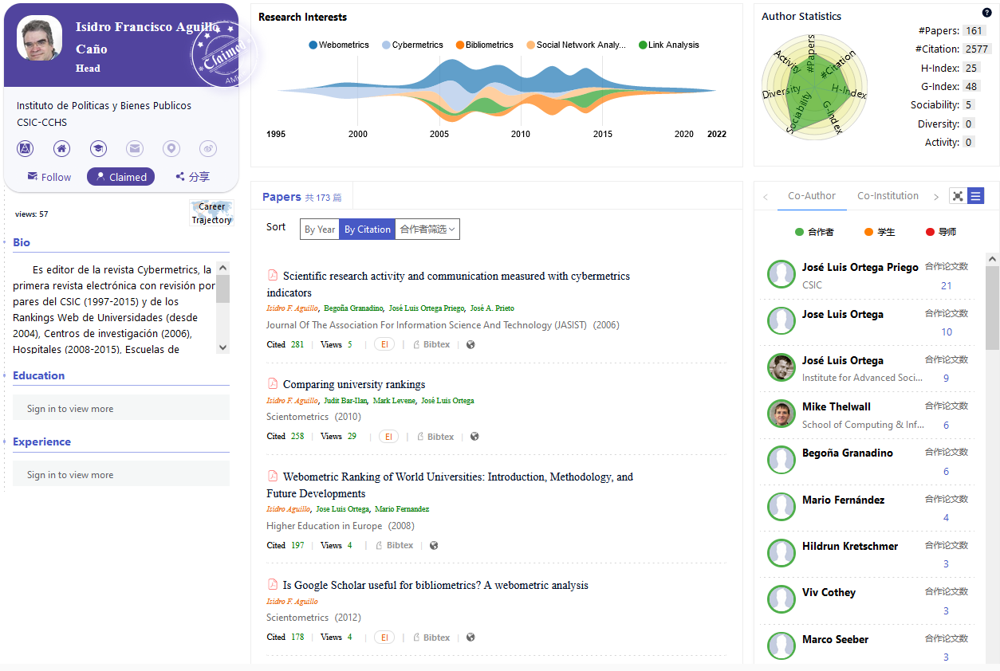 Isidro Francisco Aguillo
Caño
Head
Claimed
AMiner
Instituto de Politicas y Bienes Publicos
CSIC-CCHS
Follow
Claimed
分享
views: 57
Career
Trajectory
Bio
Es editor de la revista Cybermetrics, la
primera revista electrónica con revisión por
pares del CSIC (1997-2015) y de los
Rankings Web de Universidades (desde
2004), Centros de investigación (2006),
Hospitales (2008-2015), Escuelas de
Education
Sign in to view more
Experience
Sign in to view more
Research Interests
Webometrics Cybermetrics Bibliometrics Social Network Analy... Link Analysis
1995 2000 2005 2010 2015 2020 2022
Papers 共 173 篇
Sort By Year By Citation 合作者筛选
Scientific research activity and communication measured with cybermetrics
indicators
Isidro F. Aguillo, Begoña Granadino, José Luis Ortega Priego, José A. Prieto
Journal Of The Association For Information Science And Technology (JASIST) (2006)
Cited 281 Views 5 EI Bibtex
Comparing university rankings
Isidro F. Aguillo, Judit Bar-Ilan, Mark Levene, José Luis Ortega
Scientometrics (2010)
Cited 258 Views 29 EI Bibtex
Webometric Ranking of World Universities: Introduction, Methodology, and
Future Developments
Isidro Aguillo, Jose Luis Ortega, Mario Fernandez
Higher Education in Europe (2008)
Cited 197 Views 4 Bibtex
Is Google Scholar useful for bibliometrics? A webometric analysis
Isidro F. Aguillo
Scientometrics (2012)
Cited 178 Views 4 EI Bibtex
Author Statistics
?
#Papers
#Citation
H-Index
G-Index
Sociability
Diversity
Activity
#Papers: 161
#Citation: 2577
H-Index: 25
G-Index: 48
Sociability: 5
Diversity: 0
Activity: 0
Co-Author Co-Institution
合作者 学生 导师
José Luis Ortega Priego 合作论文数
CSIC 21
Jose Luis Ortega 合作论文数
10
José Luis Ortega 合作论文数
Institute for Advanced Soci... 9
Mike Thelwall 合作论文数
School of Computing & Inf... 6
Begoña Granadino 合作论文数
6
Mario Fernández 合作论文数
4
Hildrun Kretschmer 合作论文数
3
Viv Cothey 合作论文数
3
Marco Seeber 合作论文数
3